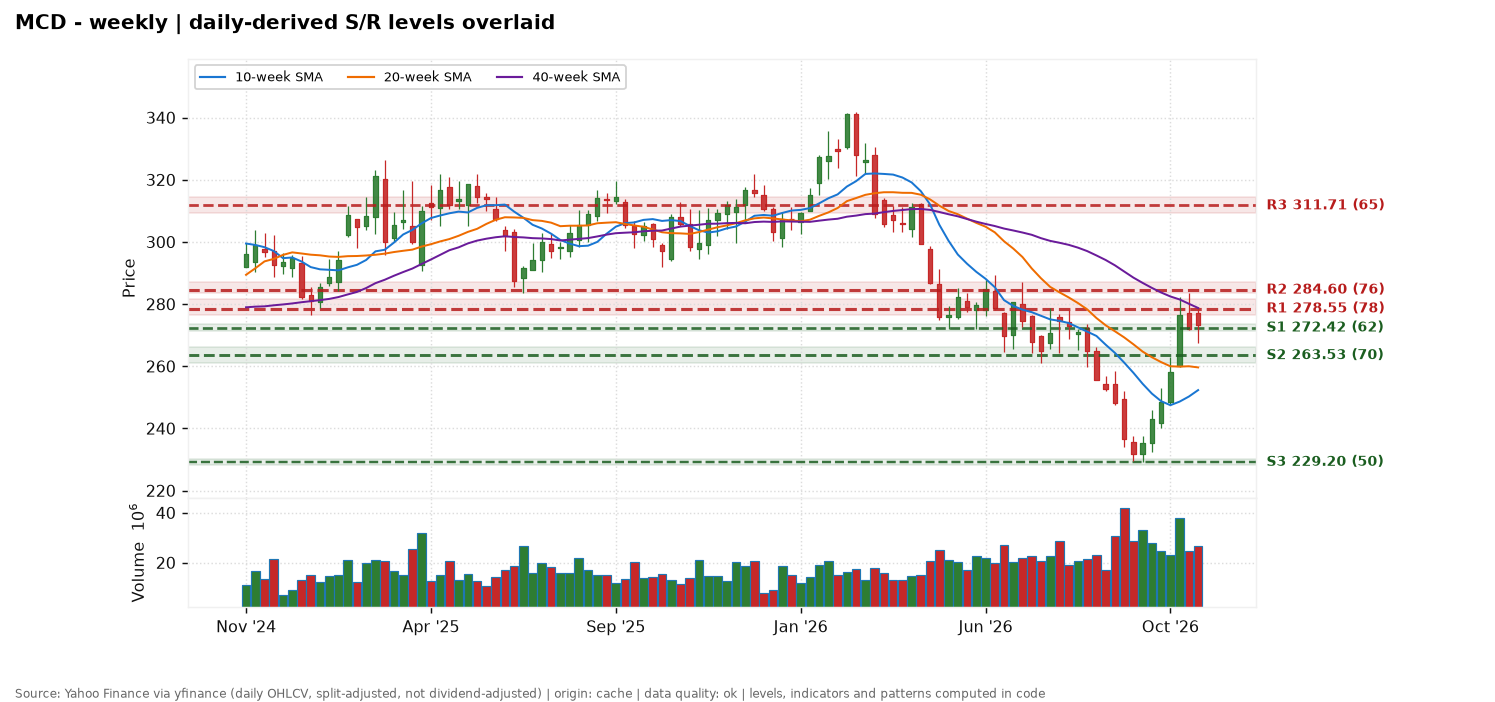 MCD - weekly | daily-derived S/R levels overlaid
10-week SMA 20-week SMA 40-week SMA
Price
340
320
300
280
260
240
220
R3 311.71 (65)
R2 284.60 (76)
R1 278.55 (78)
S1 272.42 (62)
S2 263.53 (70)
S3 229.20 (50)
Volume 10⁶
40
20
Nov '24 Apr '25 Sep '25 Jan '26 Jun '26 Oct '26
Source: Yahoo Finance via yfinance (daily OHLCV, split-adjusted, not dividend-adjusted) | origin: cache | data quality: ok | levels, indicators and patterns computed in code